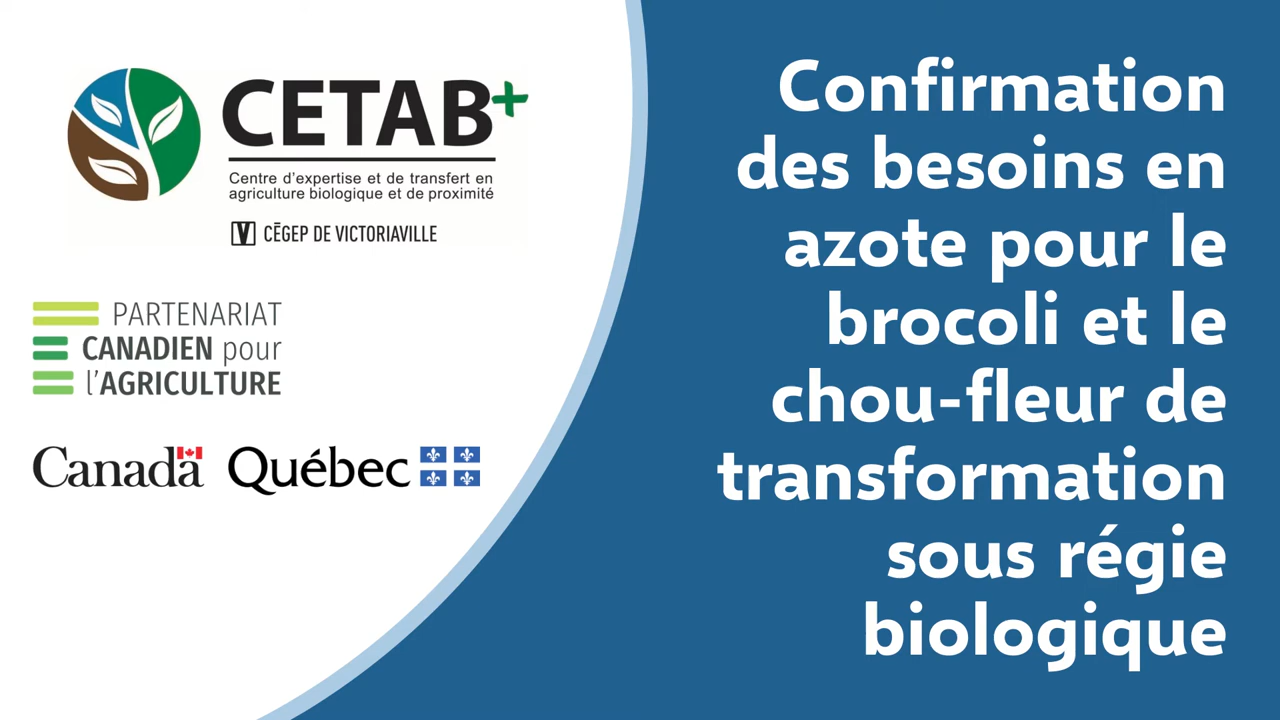 CETAB+
Centre d'expertise et de transfert en
agriculture biologique et de proximité
CĒGEP DE VICTORIAVILLE
PARTENARIAT
CANADIEN pour
l'AGRICULTURE
Canada
Québec
Confirmation
des besoins en
azote pour le
brocoli et le
chou-fleur de
transformation
sous régie
biologique